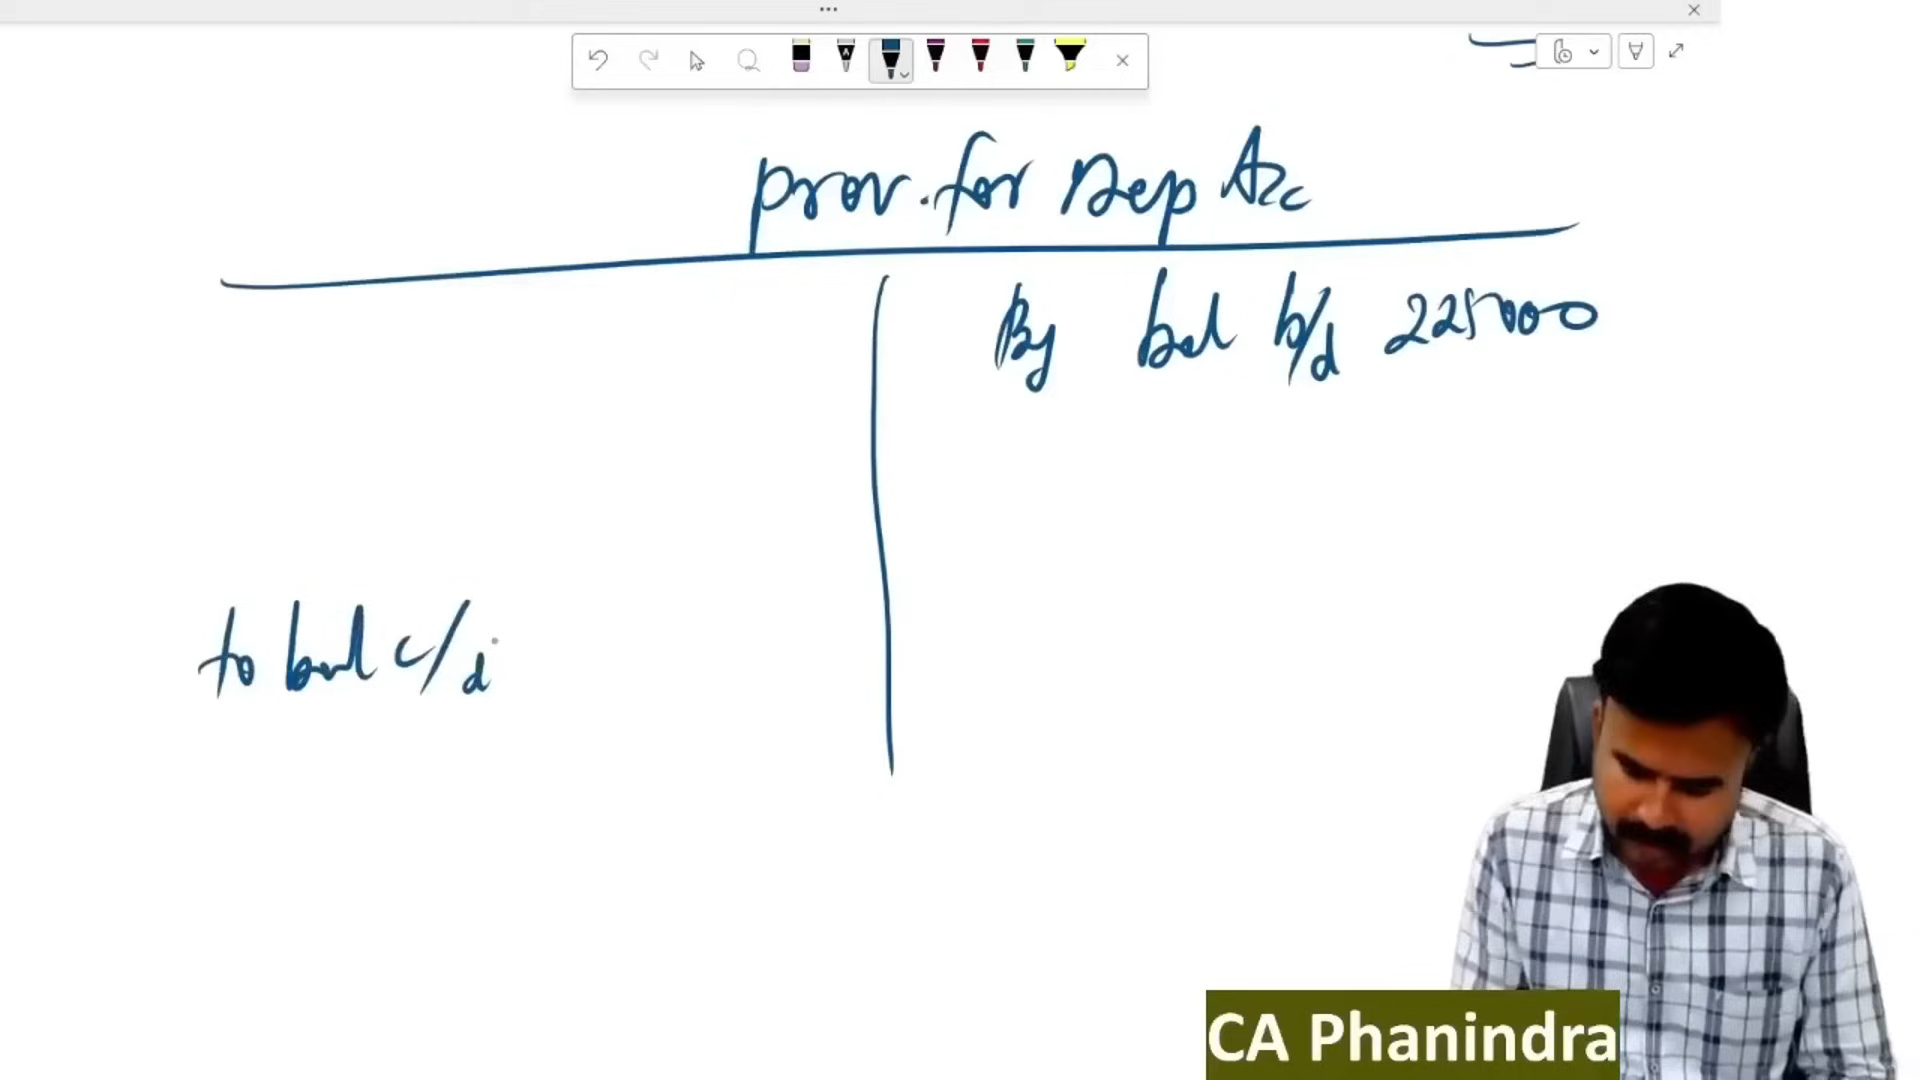 prov. for Dep A/c
By bal b/d 225000
to bal c/d
CA Phanindra